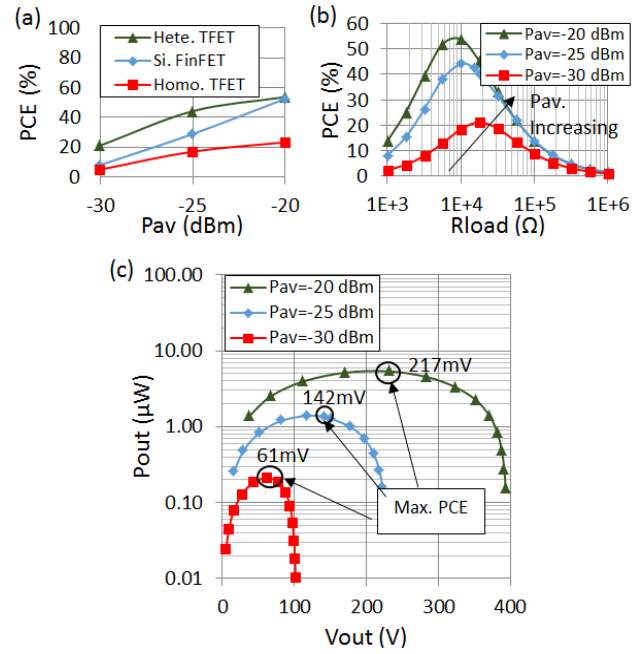 (a)
100
80
60
40
20
0
PCE (%)
Hete. TFET
Si. FinFET
Homo. TFET
-30
-25
-20
Pav (dBm)
(b)
60
50
40
30
20
10
0
PCE (%)
Pav=-20 dBm
Pav=-25 dBm
Pav=-30 dBm
Pav.
Increasing
1E+3
1E+4
1E+5
1E+6
Rload (Ω)
(c)
100.00
10.00
1.00
0.10
0.01
Pout (µW)
Pav=-20 dBm
Pav=-25 dBm
Pav=-30 dBm
217mV
142mV
61mV
Max. PCE
0
100
200
300
400
Vout (V)